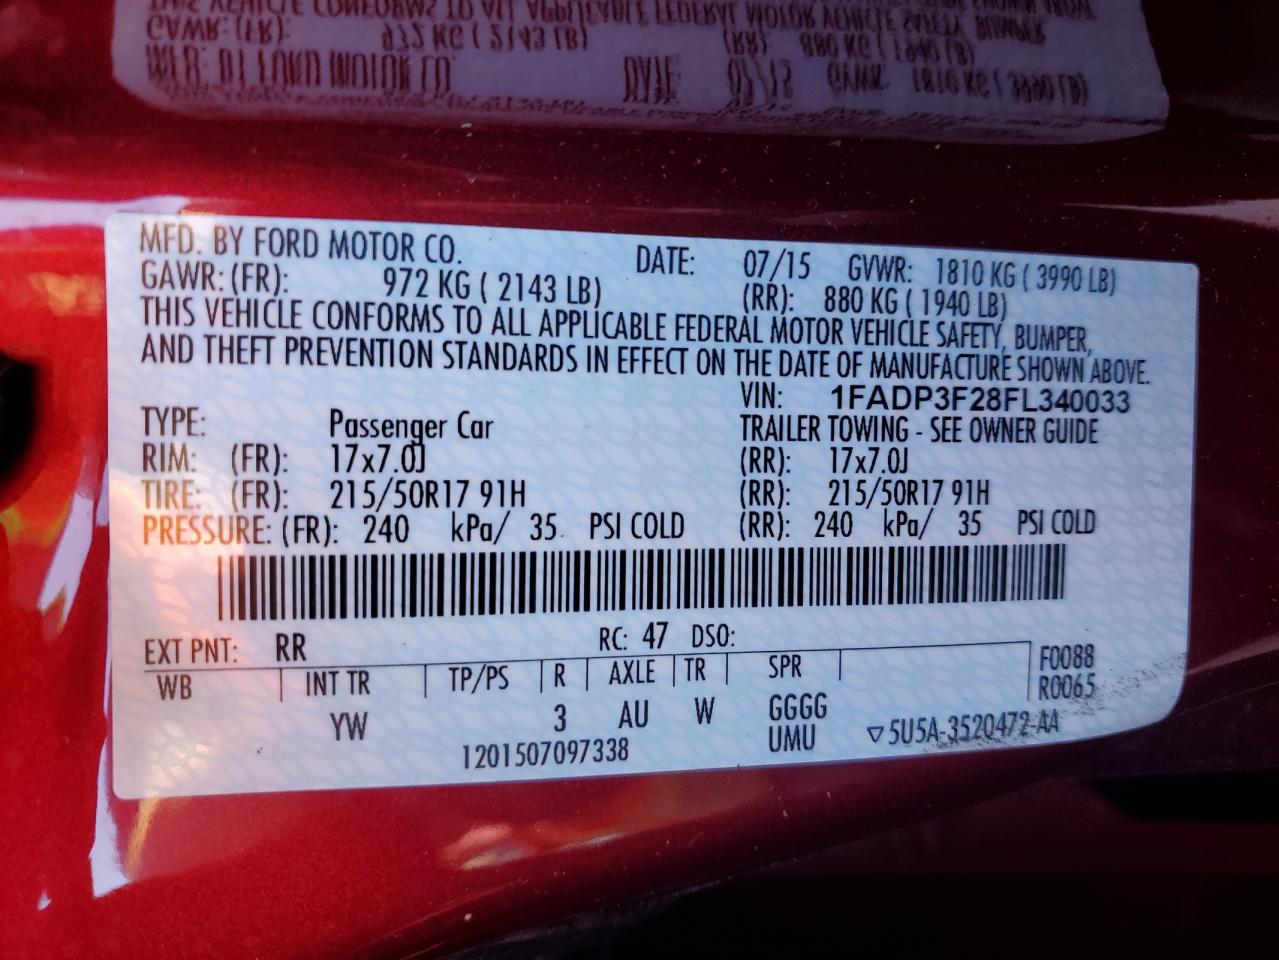 MFD. BY FORD MOTOR CO. DATE: 07/15 GVWR: 1810 KG ( 3990 LB)
GAWR: (FR): 972 KG ( 2143 LB) (RR): 880 KG ( 1940 LB)
THIS VEHICLE CONFORMS TO ALL APPLICABLE FEDERAL MOTOR VEHICLE SAFETY, BUMPER,
AND THEFT PREVENTION STANDARDS IN EFFECT ON THE DATE OF MANUFACTURE SHOWN ABOVE.
VIN: 1FADP3F28FL340033
TYPE: Passenger Car TRAILER TOWING - SEE OWNER GUIDE
RIM: (FR): 17x7.0J (RR): 17x7.0J
TIRE: (FR): 215/50R17 91H (RR): 215/50R17 91H
PRESSURE: (FR): 240 kPa/ 35 PSI COLD (RR): 240 kPa/ 35 PSI COLD
EXT PNT: RR RC: 47 DSO:
WB INT TR TP/PS R AXLE TR SPR F0088
R0065
YW 3 AU W GGGG
1201507097338 UMU ▽5U5A-3520472-AA